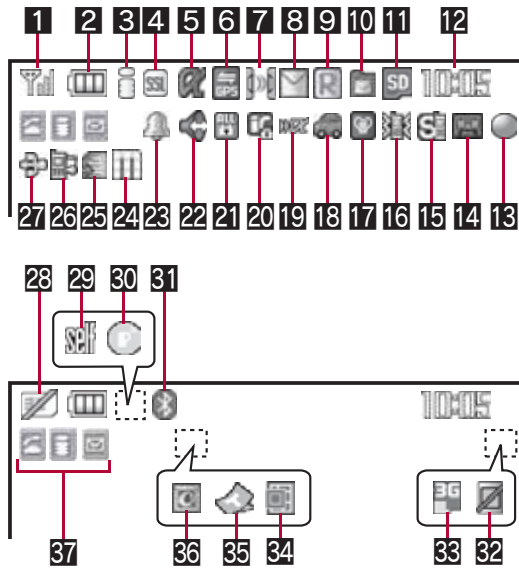 1 2 3 4 5 6 7 8 9 10 11 12
SSL α GPS R SD 10:05
ALL S
27 26 25 24 23 22 21 20 19 18 17 16 15 14 13
28 29 30 31
self P
10:05
3G
37 36 35 34 33 32